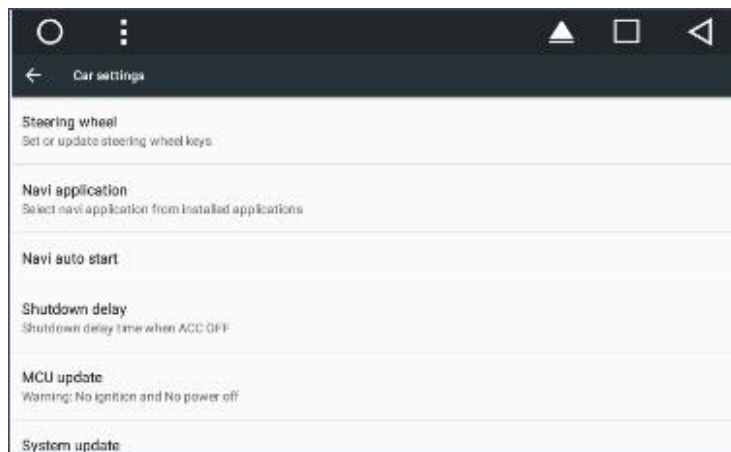 Car settings
Steering wheel
Set or update steering wheel keys
Navi application
Select navi application from installed applications
Navi auto start
Shutdown delay
Shutdown delay time when ACC OFF
MCU update
Warning: No ignition and No power off
System update